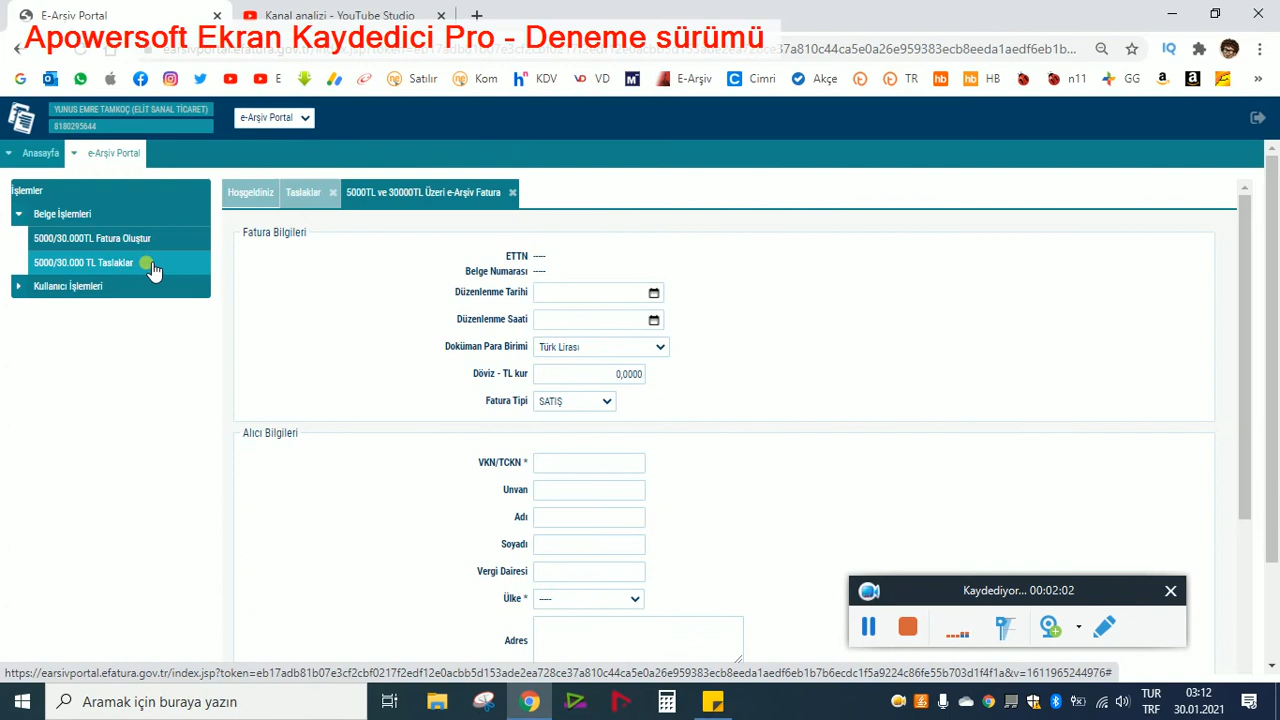 e-Arşiv Portal
Kanal analizi - YouTube Studio
Apowersoft Ekran Kaydedici Pro - Deneme sürümü
G Satılır Kom KDV VD E-Arşiv Cimri Akçe TR HB n11 GG
YUNUS EMRE TAMKOÇ (ELİT SANAL TİCARET)
8180295644
e-Arşiv Portal
Anasayfa
e-Arşiv Portal
İşlemler
Belge İşlemleri
5000/30.000TL Fatura Oluştur
5000/30.000 TL Taslaklar
Kullanıcı İşlemleri
Hoşgeldiniz
Taslaklar
5000TL ve 30000TL Üzeri e-Arşiv Fatura
Fatura Bilgileri
ETTN -----
Belge Numarası -----
Düzenlenme Tarihi
Düzenlenme Saati
Doküman Para Birimi Türk Lirası
Döviz - TL kur 0,0000
Fatura Tipi SATIŞ
Alıcı Bilgileri
VKN/TCKN *
Unvan
Adı
Soyadı
Vergi Dairesi
Ülke * -----
Adres
Kaydediyor... 00:02:02
Aramak için buraya yazın
TUR
TRF
03:12
30.01.2021